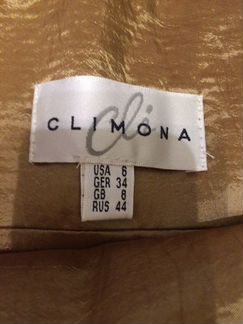 cli
CLIMONA
USA 6
GER 34
GB 8
RUS 44